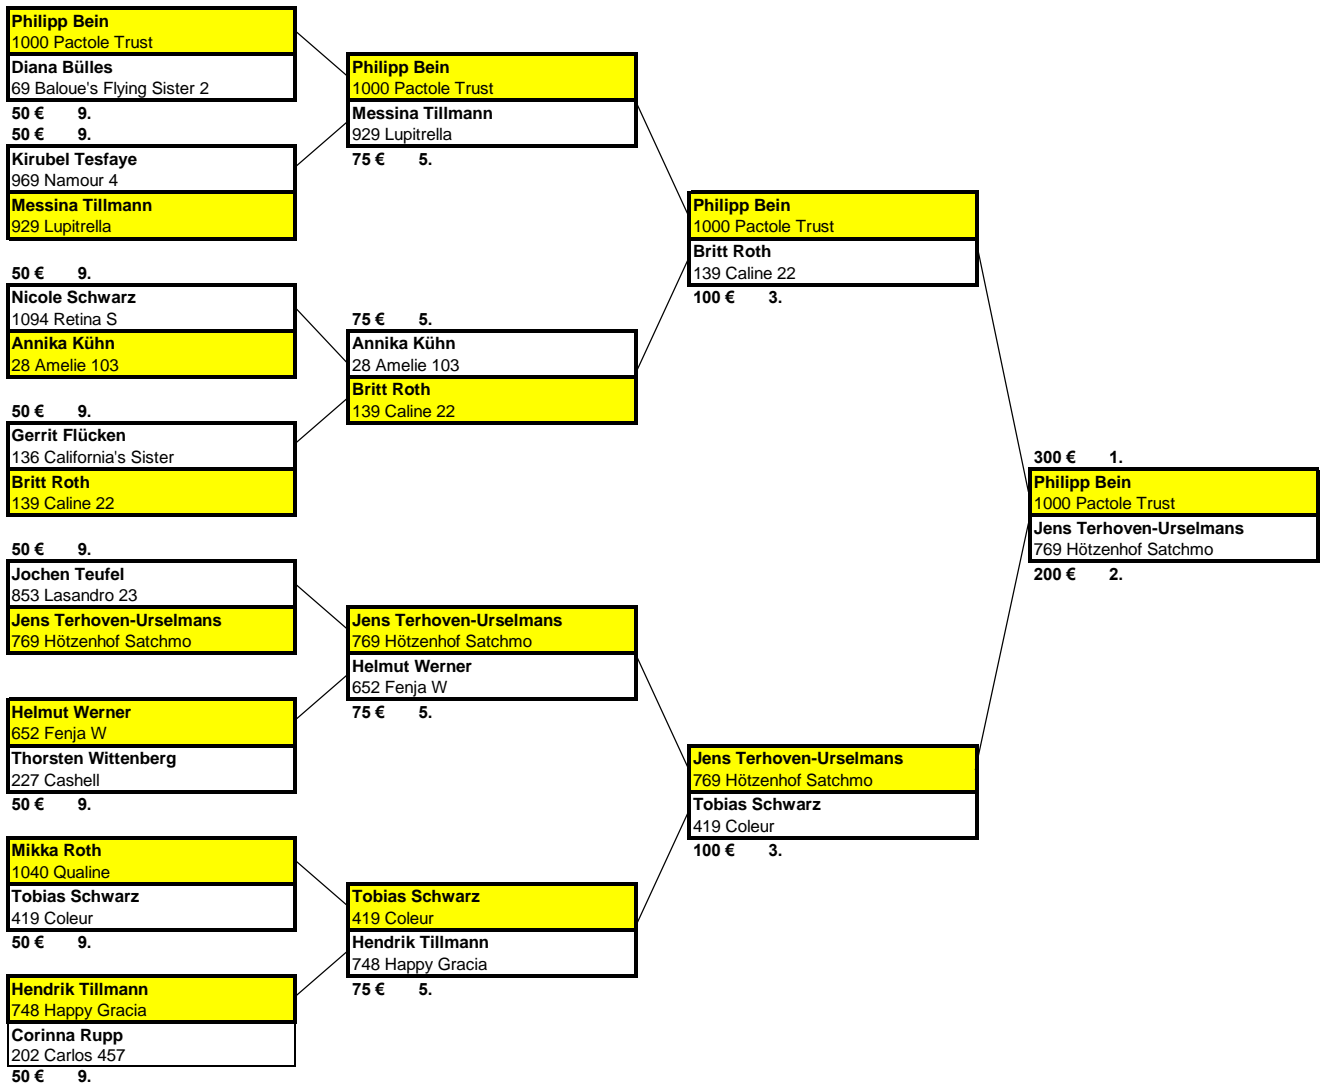 Philipp Bein
1000 Pactole Trust
Diana Bülles
69 Baloue's Flying Sister 2
50 € 9.
50 € 9.
Kirubel Tesfaye
969 Namour 4
Messina Tillmann
929 Lupitrella
50 € 9.
Nicole Schwarz
1094 Retina S
Annika Kühn
28 Amelie 103
50 € 9.
Gerrit Flücken
136 California's Sister
Britt Roth
139 Caline 22
50 € 9.
Jochen Teufel
853 Lasandro 23
Jens Terhoven-Urselmans
769 Hötzenhof Satchmo
Helmut Werner
652 Fenja W
Thorsten Wittenberg
227 Cashell
50 € 9.
Mikka Roth
1040 Qualine
Tobias Schwarz
419 Coleur
50 € 9.
Hendrik Tillmann
748 Happy Gracia
Corinna Rupp
202 Carlos 457
50 € 9.
Philipp Bein
1000 Pactole Trust
Messina Tillmann
929 Lupitrella
75 € 5.
75 € 5.
Annika Kühn
28 Amelie 103
Britt Roth
139 Caline 22
Jens Terhoven-Urselmans
769 Hötzenhof Satchmo
Helmut Werner
652 Fenja W
75 € 5.
Tobias Schwarz
419 Coleur
Hendrik Tillmann
748 Happy Gracia
75 € 5.
Philipp Bein
1000 Pactole Trust
Britt Roth
139 Caline 22
100 € 3.
Jens Terhoven-Urselmans
769 Hötzenhof Satchmo
Tobias Schwarz
419 Coleur
100 € 3.
300 € 1.
Philipp Bein
1000 Pactole Trust
Jens Terhoven-Urselmans
769 Hötzenhof Satchmo
200 € 2.